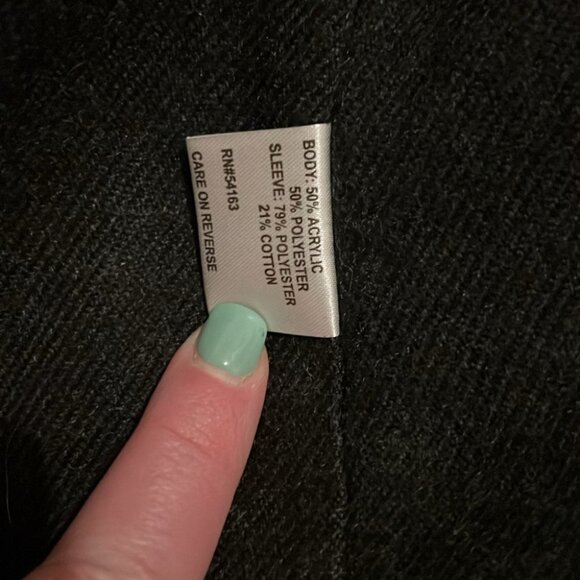 BODY: 50% ACRYLIC
50% POLYESTER
SLEEVE: 79% POLYESTER
21% COTTON
RN#54163
CARE ON REVERSE